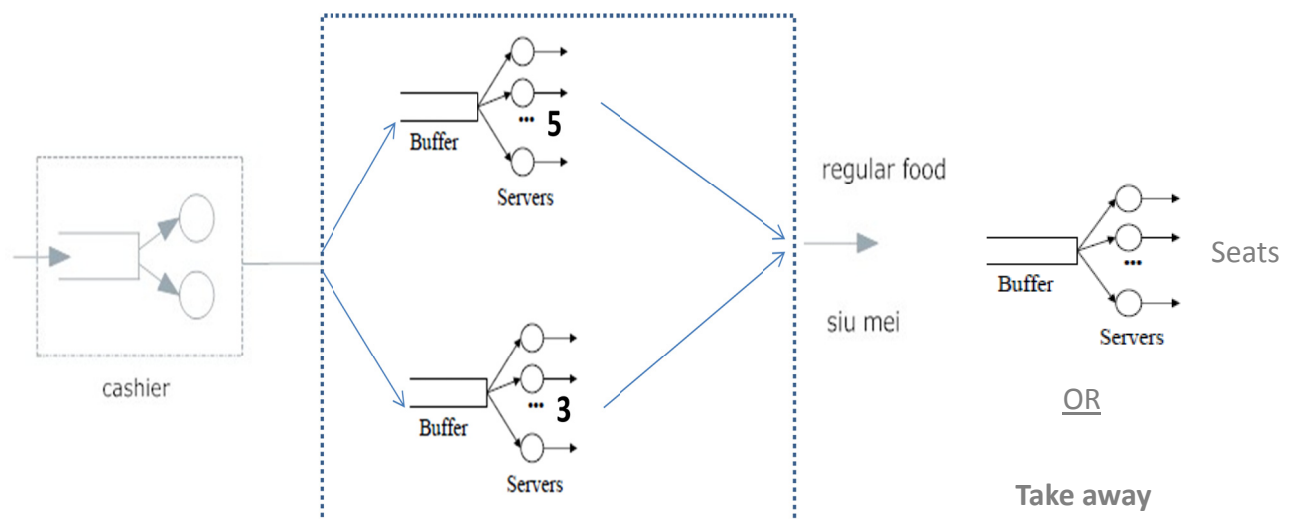 cashier
Buffer
... 5
Servers
Buffer
... 3
Servers
regular food
siu mei
Buffer
...
Servers
Seats
OR
Take away